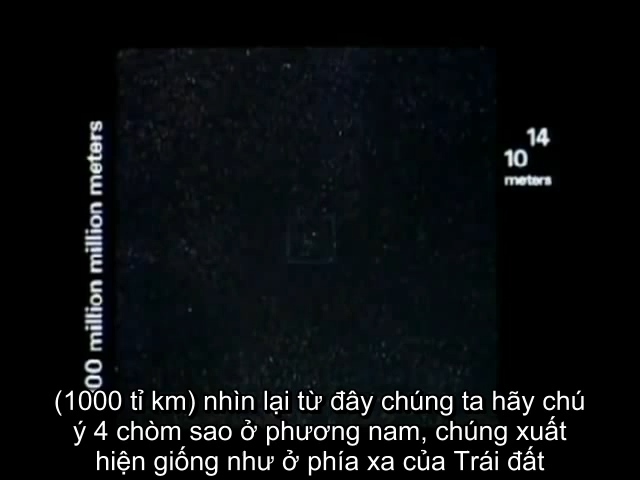 00 million million meters
14
10
meters
(1000 tỉ km) nhìn lại từ đây chúng ta hãy chú
ý 4 chòm sao ở phương nam, chúng xuất
hiện giống như ở phía xa của Trái đất